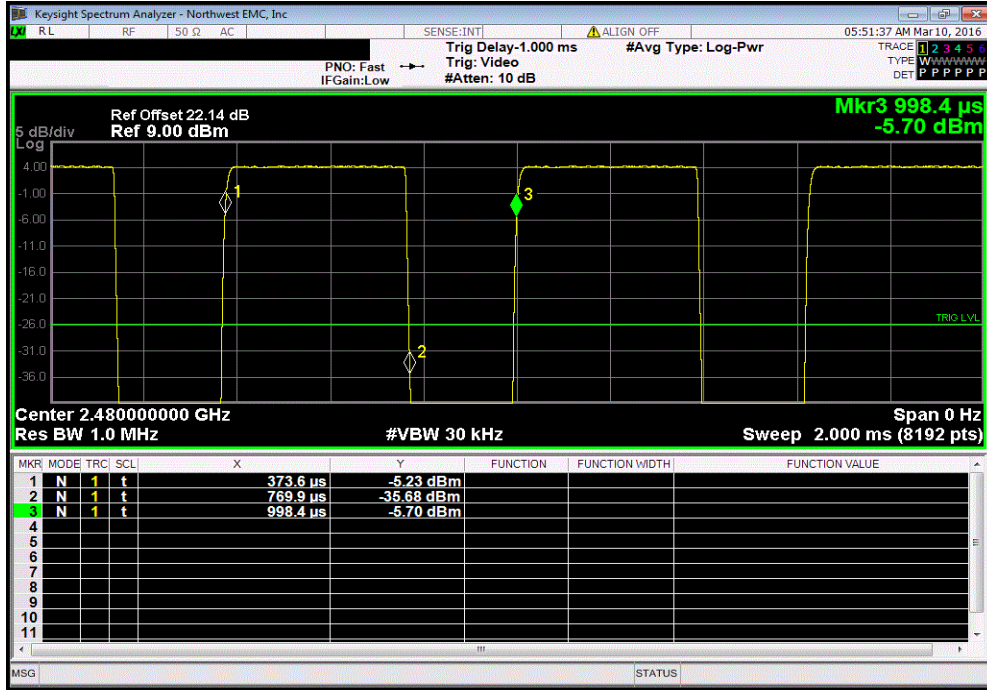 Keysight Spectrum Analyzer - Northwest EMC, Inc
LXI RL RF 50 Ω AC SENSE:INT ALIGN OFF 05:51:37 AM Mar 10, 2016
Trig Delay-1.000 ms #Avg Type: Log-Pwr TRACE 1 2 3 4 5 6
PNO: Fast Trig: Video TYPE WWWWWW
IFGain:Low #Atten: 10 dB DET P P P P P P
Mkr3 998.4 µs
-5.70 dBm
Ref Offset 22.14 dB
5 dB/div Ref 9.00 dBm
Log
4.00
1
3
-1.00
-6.00
-11.0
-16.0
-21.0
-26.0
TRIG LVL
-31.0
2
-36.0
Center 2.480000000 GHz Span 0 Hz
Res BW 1.0 MHz #VBW 30 kHz Sweep 2.000 ms (8192 pts)
MKR MODE TRC SCL X Y FUNCTION FUNCTION WIDTH FUNCTION VALUE
1 N 1 t 373.6 µs -5.23 dBm
2 N 1 t 769.9 µs -35.68 dBm
3 N 1 t 998.4 µs -5.70 dBm
4
5
6
7
8
9
10
11
MSG STATUS